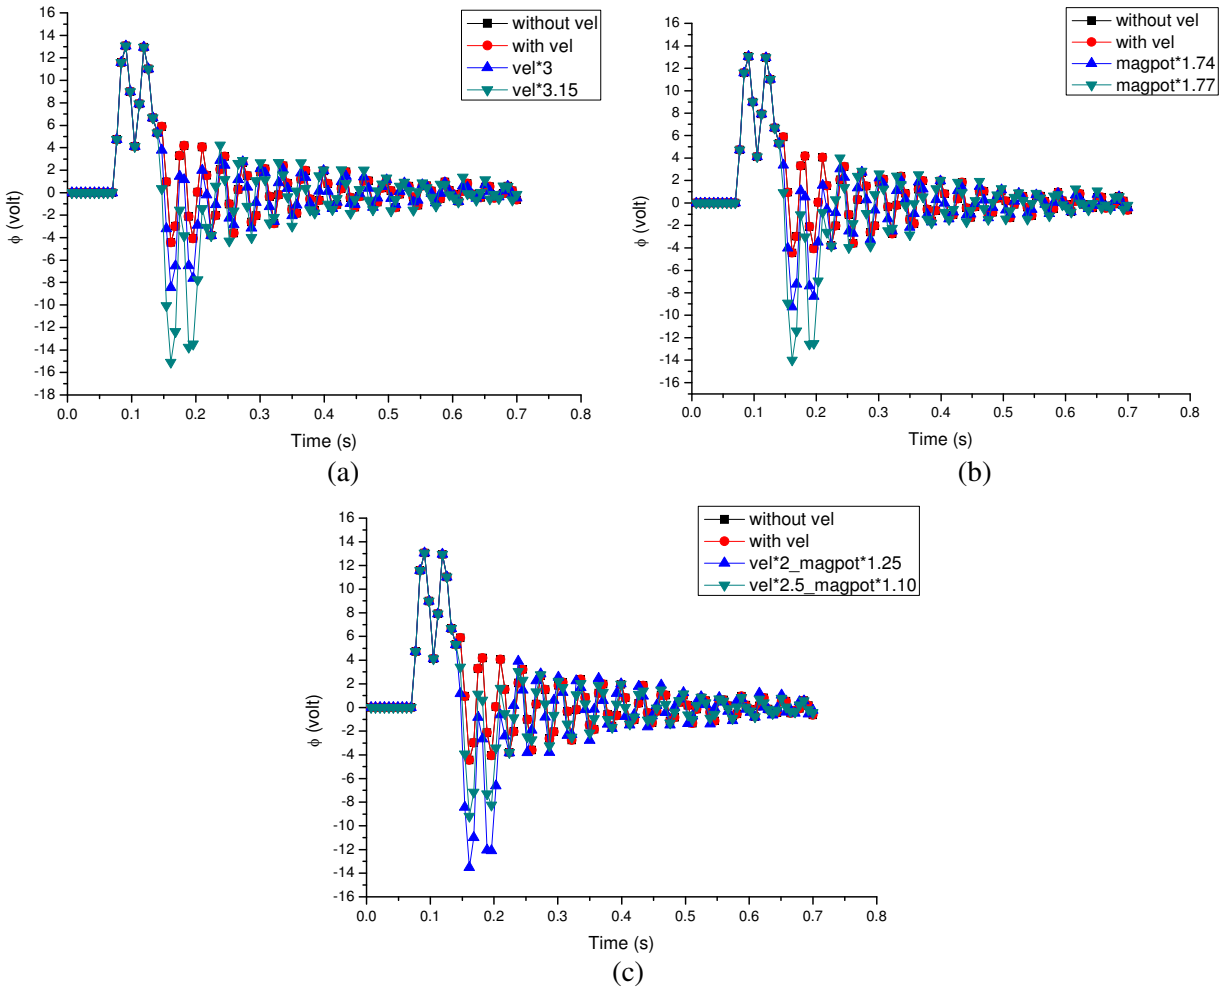 without vel
with vel
vel*3
vel*3.15
16
14
12
10
8
6
4
2
0
-2
-4
-6
-8
-10
-12
-14
-16
-18
ϕ (volt)
0.0 0.1 0.2 0.3 0.4 0.5 0.6 0.7 0.8
Time (s)
(a)
without vel
with vel
magpot*1.74
magpot*1.77
16
14
12
10
8
6
4
2
0
-2
-4
-6
-8
-10
-12
-14
-16
ϕ (volt)
0.0 0.1 0.2 0.3 0.4 0.5 0.6 0.7 0.8
Time (s)
(b)
without vel
with vel
vel*2_magpot*1.25
vel*2.5_magpot*1.10
16
14
12
10
8
6
4
2
0
-2
-4
-6
-8
-10
-12
-14
-16
ϕ (volt)
0.0 0.1 0.2 0.3 0.4 0.5 0.6 0.7 0.8
Time (s)
(c)